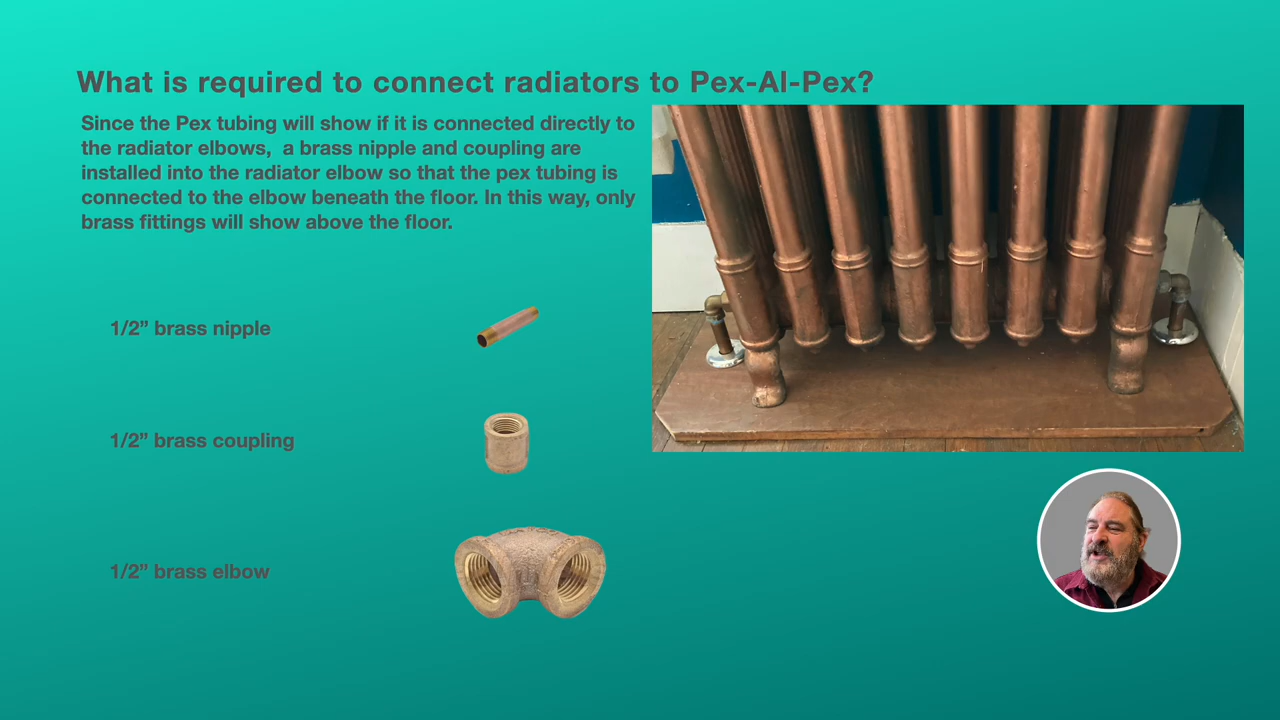 What is required to connect radiators to Pex-Al-Pex?
Since the Pex tubing will show if it is connected directly to
the radiator elbows,  a brass nipple and coupling are
installed into the radiator elbow so that the pex tubing is
connected to the elbow beneath the floor. In this way, only
brass fittings will show above the floor.
1/2” brass nipple
1/2” brass coupling
1/2” brass elbow